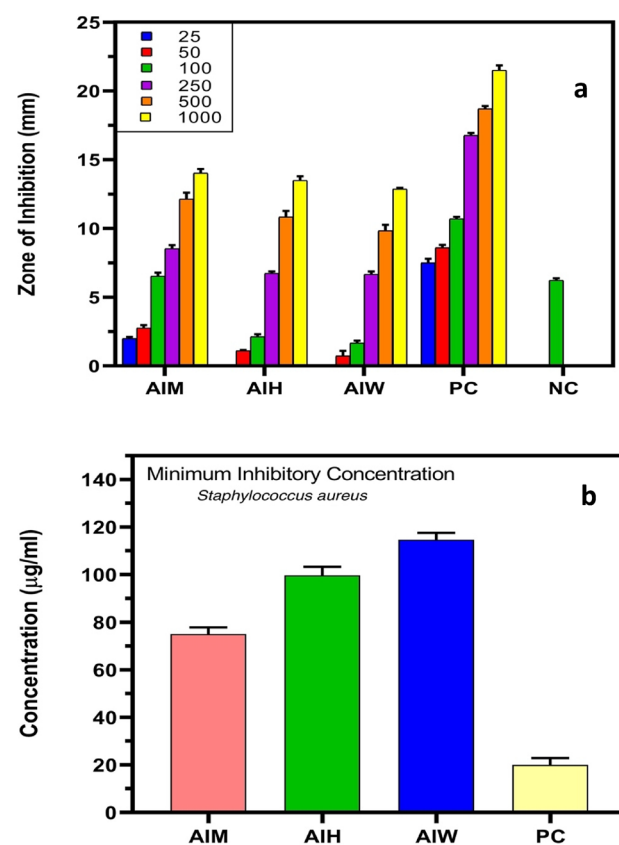 25
20
15
10
5
0
Zone of Inhibition (mm)
25
50
100
250
500
1000
a
AIM AIH AIW PC NC
140
120
100
80
60
40
20
0
Concentration (µg/ml)
Minimum Inhibitory Concentration
Staphylococcus aureus
b
AIM AIH AIW PC